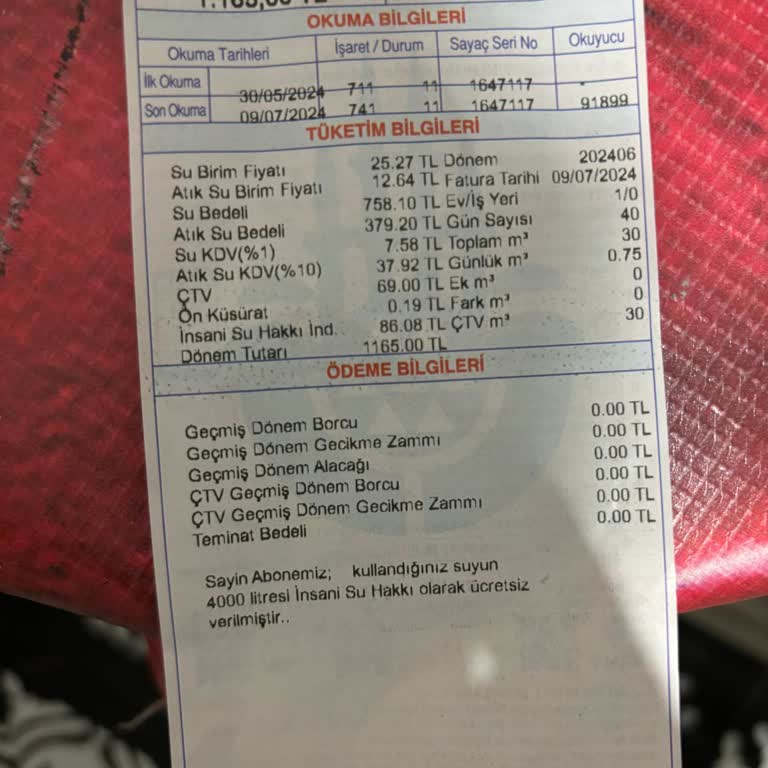 OKUMA BİLGİLERİ
Okuma Tarihleri İşaret / Durum Sayaç Seri No Okuyucu
İlk Okuma 30/05/2024 711 11 1647117 -
Son Okuma 09/07/2024 741 11 1647117 91899
TÜKETİM BİLGİLERİ
Su Birim Fiyatı 25.27 TL Dönem 202406
Atık Su Birim Fiyatı 12.64 TL Fatura Tarihi 09/07/2024
Su Bedeli 758.10 TL Ev/İş Yeri 1/0
Atık Su Bedeli 379.20 TL Gün Sayısı 40
Su KDV(%1) 7.58 TL Toplam m³ 30
Atık Su KDV(%10) 37.92 TL Günlük m³ 0.75
ÇTV 69.00 TL Ek m³ 0
Ön Küsürat 0.19 TL Fark m³ 0
İnsani Su Hakkı İnd. 86.08 TL ÇTV m³ 30
Dönem Tutarı 1165.00 TL
ÖDEME BİLGİLERİ
Geçmiş Dönem Borcu 0.00 TL
Geçmiş Dönem Gecikme Zammı 0.00 TL
Geçmiş Dönem Alacağı 0.00 TL
ÇTV Geçmiş Dönem Borcu 0.00 TL
ÇTV Geçmiş Dönem Gecikme Zammı 0.00 TL
Teminat Bedeli 0.00 TL
Sayin Abonemiz; kullandığınız suyun
4000 litresi İnsani Su Hakkı olarak ücretsiz
verilmiştir..